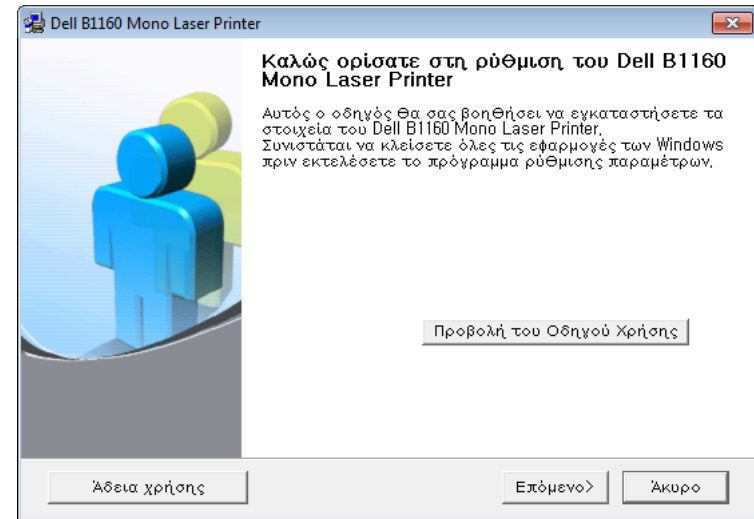 Dell B1160 Mono Laser Printer
Καλώς ορίσατε στη ρύθμιση του Dell B1160
Mono Laser Printer
Αυτός ο οδηγός θα σας βοηθήσει να εγκαταστήσετε τα
στοιχεία του Dell B1160 Mono Laser Printer.
Συνιστάται να κλείσετε όλες τις εφαρμογές των Windows
πριν εκτελέσετε το πρόγραμμα ρύθμισης παραμέτρων.
Προβολή του Οδηγού Χρήσης
Άδεια χρήσης
Επόμενο>
Άκυρο